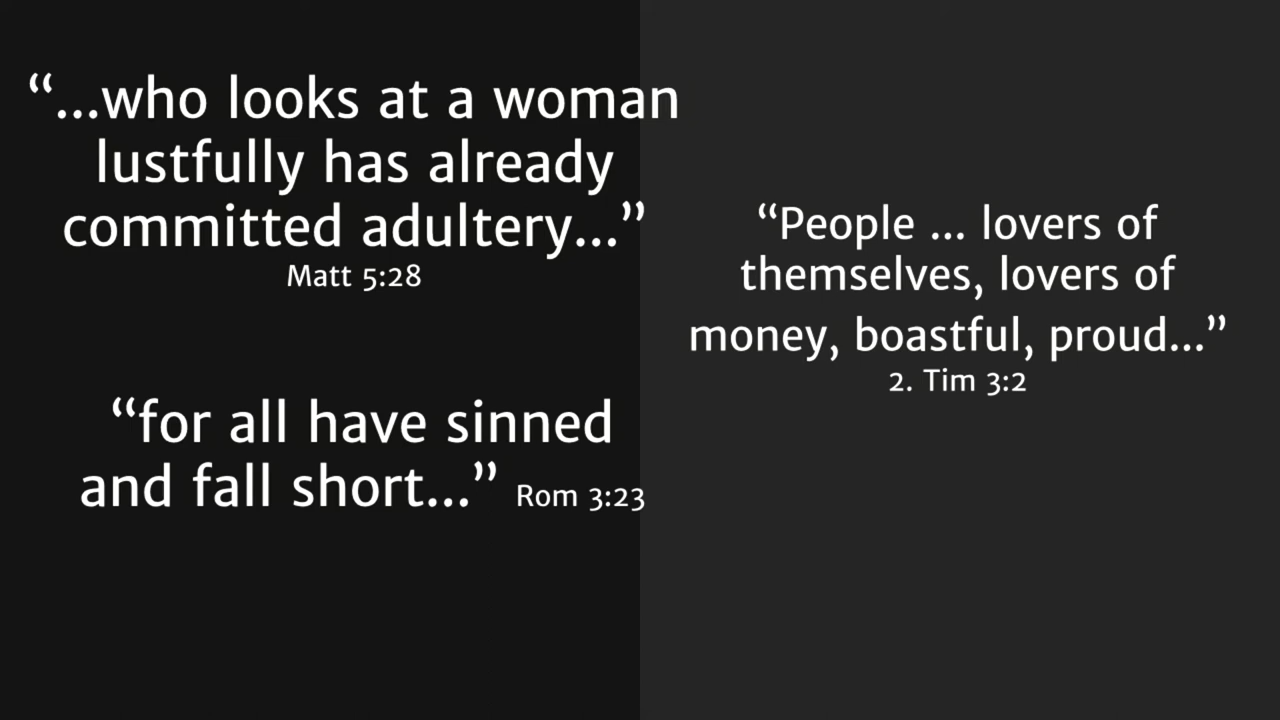 “...who looks at a woman
lustfully has already
committed adultery...”
Matt 5:28
“for all have sinned
and fall short...” Rom 3:23
“People ... lovers of
themselves, lovers of
money, boastful, proud...”
2. Tim 3:2